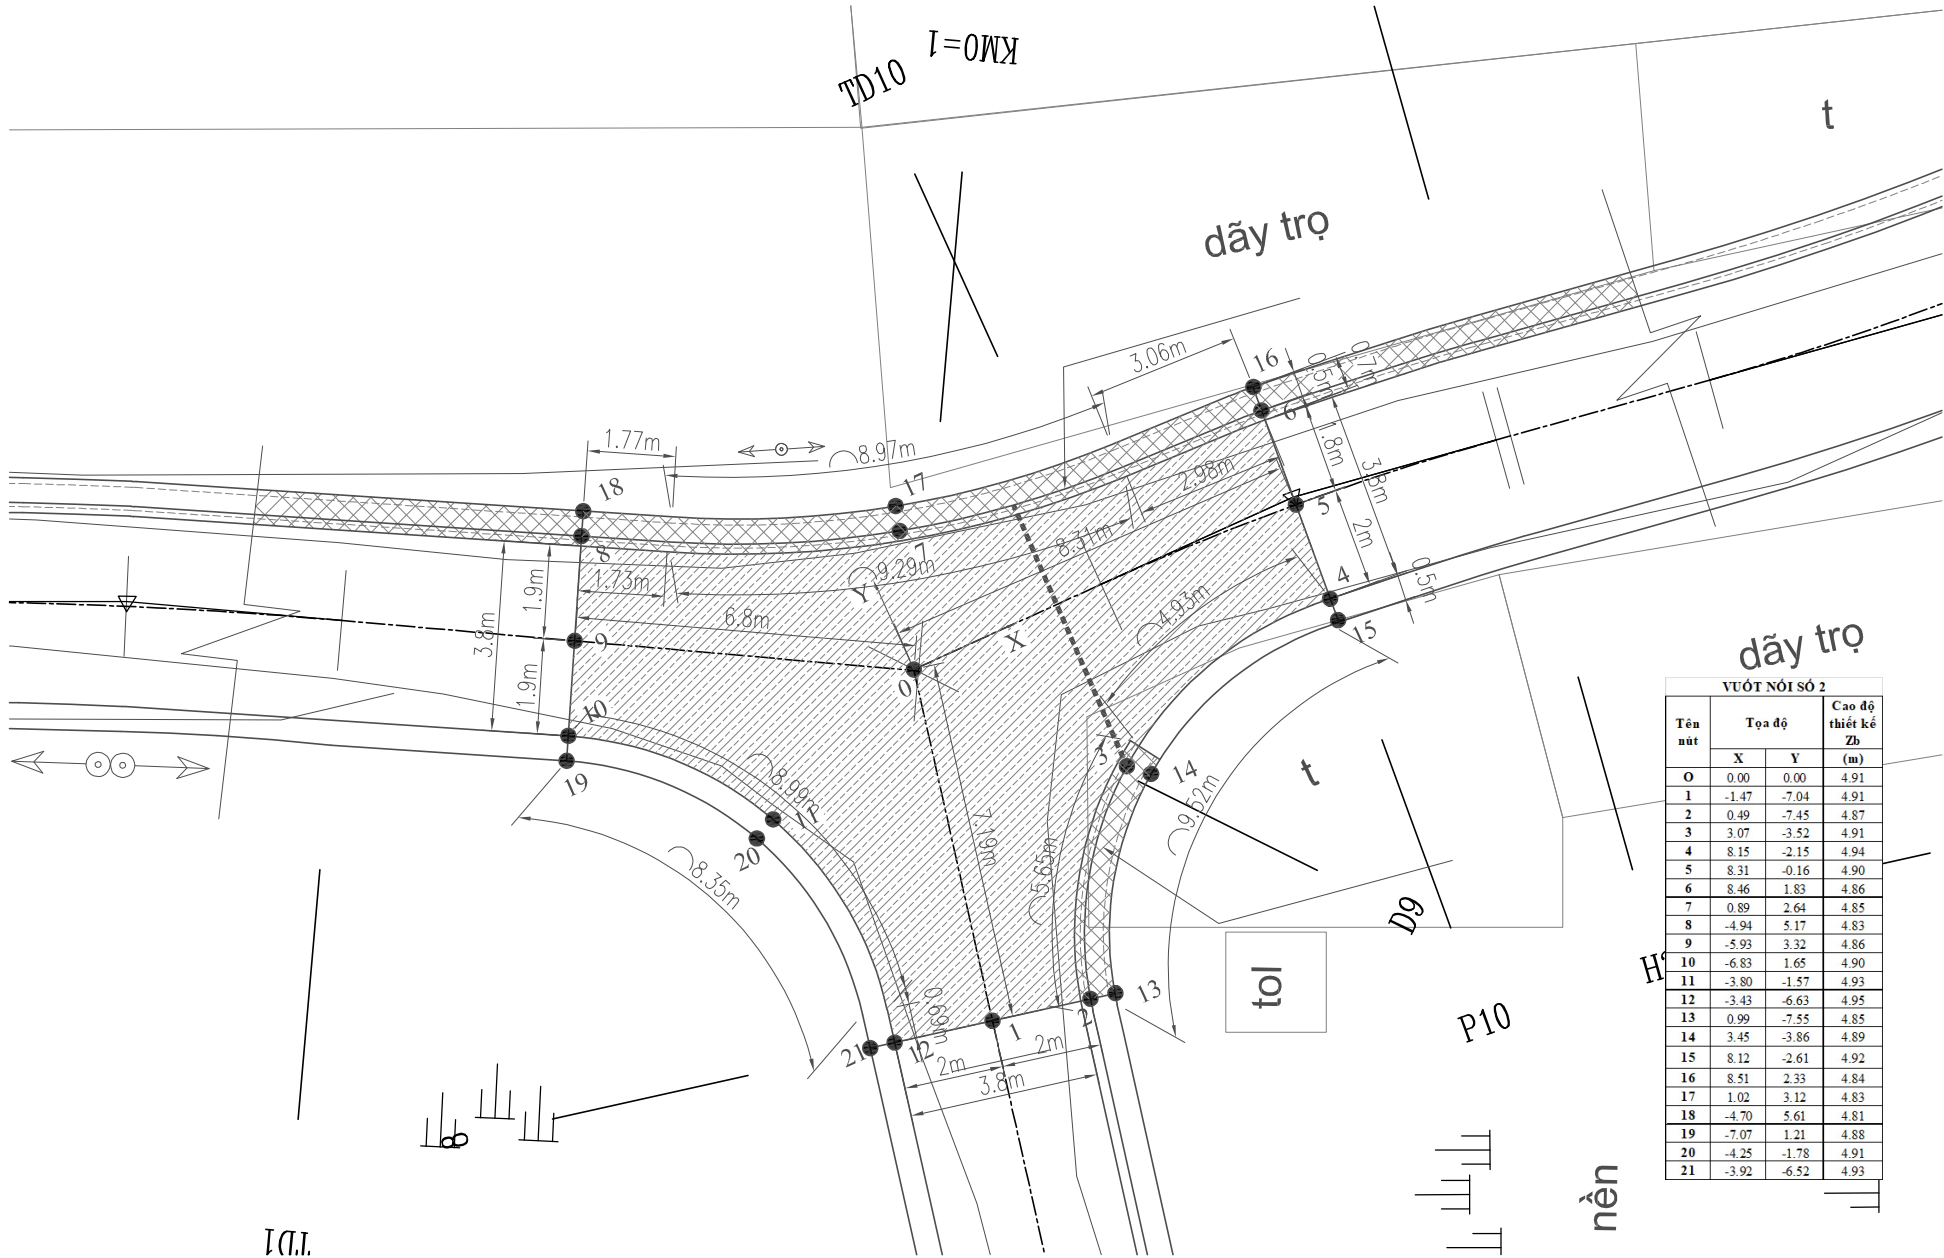 KM0=1
TD10
t
dãy trọ
3.06m
16
0.7m
0.5m
6
1.8m
3.3m
1.77m
8.97m
18
17
2.98m
5
2m
8
7
8.31m
1.73m
9.29m
Y
4
0.5m
1.9m
6.8m
4.93m
15
9
X
3.8m
1.9m
0
dãy trọ
10
3
14
t
19
8.99m
11
9.52m
20
7.19m
8.35m
5.65m
D9
tol
13
0.69m
2
P10
21
12
1
2m
2m
3.8m
8
nền
TD1
VUỐT NỐI SỐ 2
Tên nút Tọa độ Cao độ thiết kế Zb
X Y (m)
O 0.00 0.00 4.91
1 -1.47 -7.04 4.91
2 0.49 -7.45 4.87
3 3.07 -3.52 4.91
4 8.15 -2.15 4.94
5 8.31 -0.16 4.90
6 8.46 1.83 4.86
7 0.89 2.64 4.85
8 -4.94 5.17 4.83
9 -5.93 3.32 4.86
10 -6.83 1.65 4.90
11 -3.80 -1.57 4.93
12 -3.43 -6.63 4.95
13 0.99 -7.55 4.85
14 3.45 -3.86 4.89
15 8.12 -2.61 4.92
16 8.51 2.33 4.84
17 1.02 3.12 4.83
18 -4.70 5.61 4.81
19 -7.07 1.21 4.88
20 -4.25 -1.78 4.91
21 -3.92 -6.52 4.93